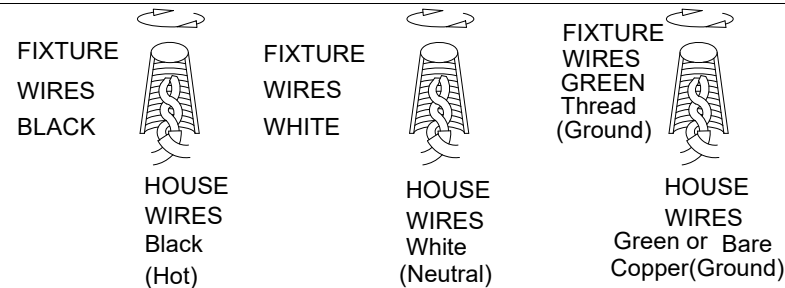 FIXTURE
WIRES
BLACK
HOUSE
WIRES
Black
(Hot)
FIXTURE
WIRES
WHITE
HOUSE
WIRES
White
(Neutral)
FIXTURE
WIRES
GREEN
Thread
(Ground)
HOUSE
WIRES
Green or Bare
Copper(Ground)